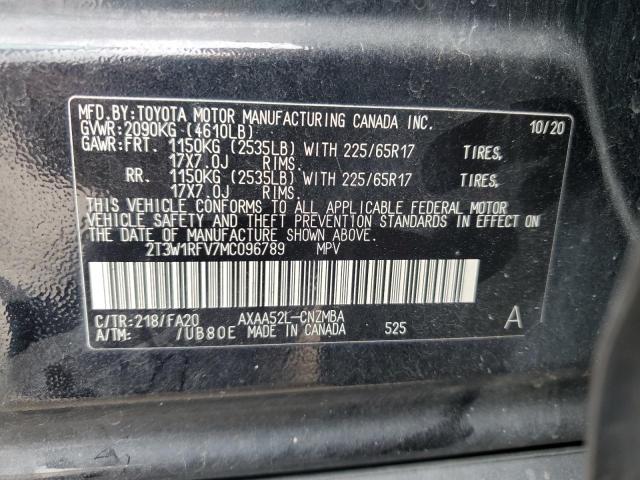 MFD.BY:TOYOTA MOTOR MANUFACTURING CANADA INC. 10/20
GVWR:2090KG (4610LB)
GAWR:FRT. 1150KG (2535LB) WITH 225/65R17 TIRES,
17X7.0J RIMS.
RR. 1150KG (2535LB) WITH 225/65R17 TIRES,
17X7.0J RIMS.
THIS VEHICLE CONFORMS TO ALL APPLICABLE FEDERAL MOTOR
VEHICLE SAFETY AND THEFT PREVENTION STANDARDS IN EFFECT ON
THE DATE OF MANUFACTURE SHOWN ABOVE.
2T3W1RFV7MC096789 MPV
C/TR:218/FA20 AXAA52L-CNZMBA A
A/TM: /UB80E MADE IN CANADA 525